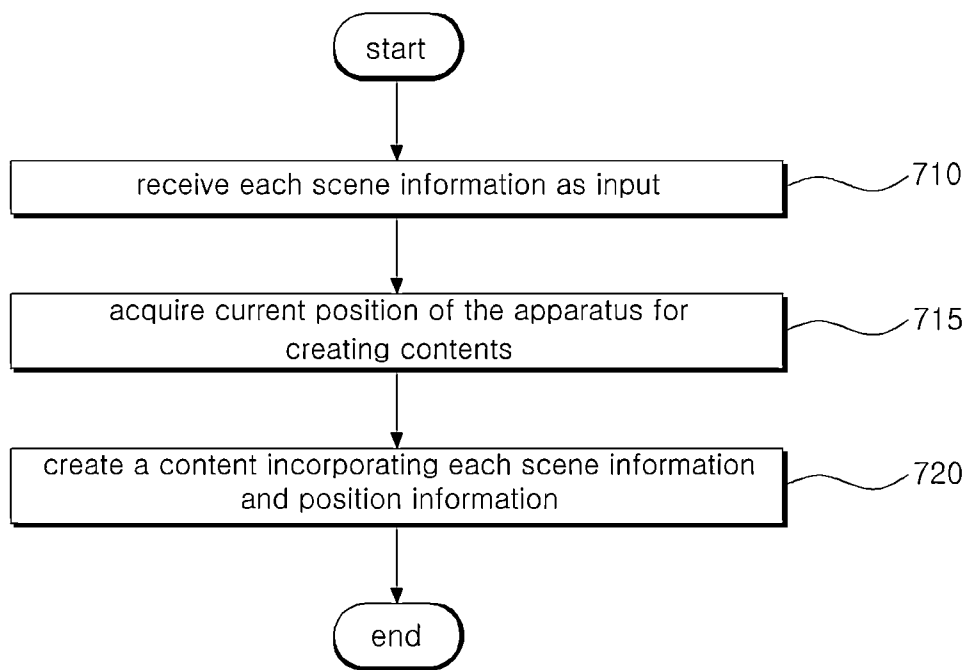 start
receive each scene information as input
710
acquire current position of the apparatus for
creating contents
715
create a content incorporating each scene information
and position information
720
end